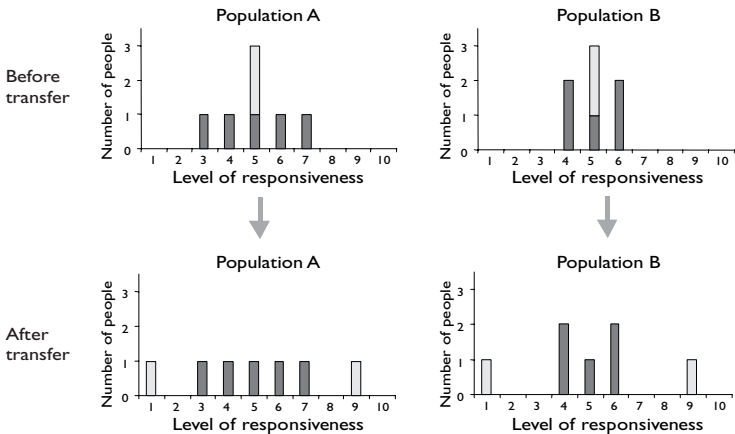 Population A
Population B
Before
transfer
Number of people
3
2
1
0
1 2 3 4 5 6 7 8 9 10
Level of responsiveness
Number of people
3
2
1
0
1 2 3 4 5 6 7 8 9 10
Level of responsiveness
After
transfer
Population A
Population B
Number of people
3
2
1
0
1 2 3 4 5 6 7 8 9 10
Level of responsiveness
Number of people
3
2
1
0
1 2 3 4 5 6 7 8 9 10
Level of responsiveness